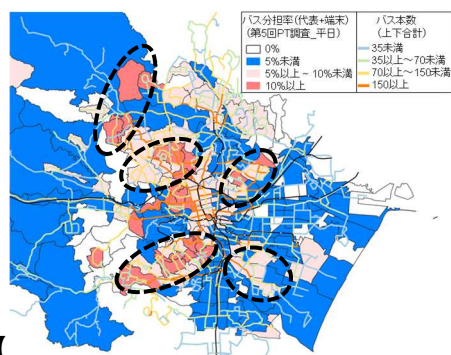 バス分担率(代表+端末)
(第5回PT調査_平日)
0%
5%未満
5%以上~10%未満
10%以上
バス本数
(上下合計)
35未満
35以上~70未満
70以上~150未満
150以上